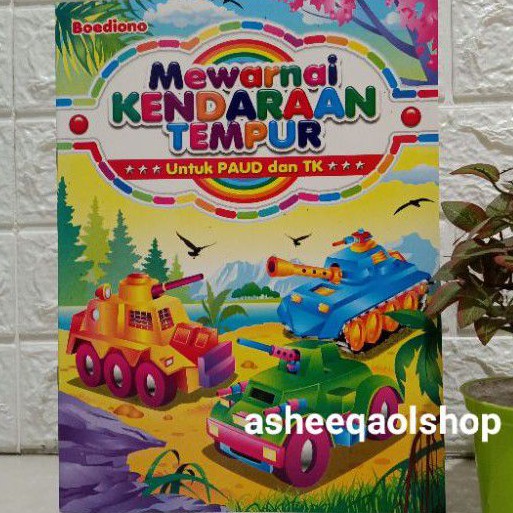 Boediono
Mewarnai
KENDARAAN
TEMPUR
*** Untuk PAUD dan TK ***
asheeqaolshop